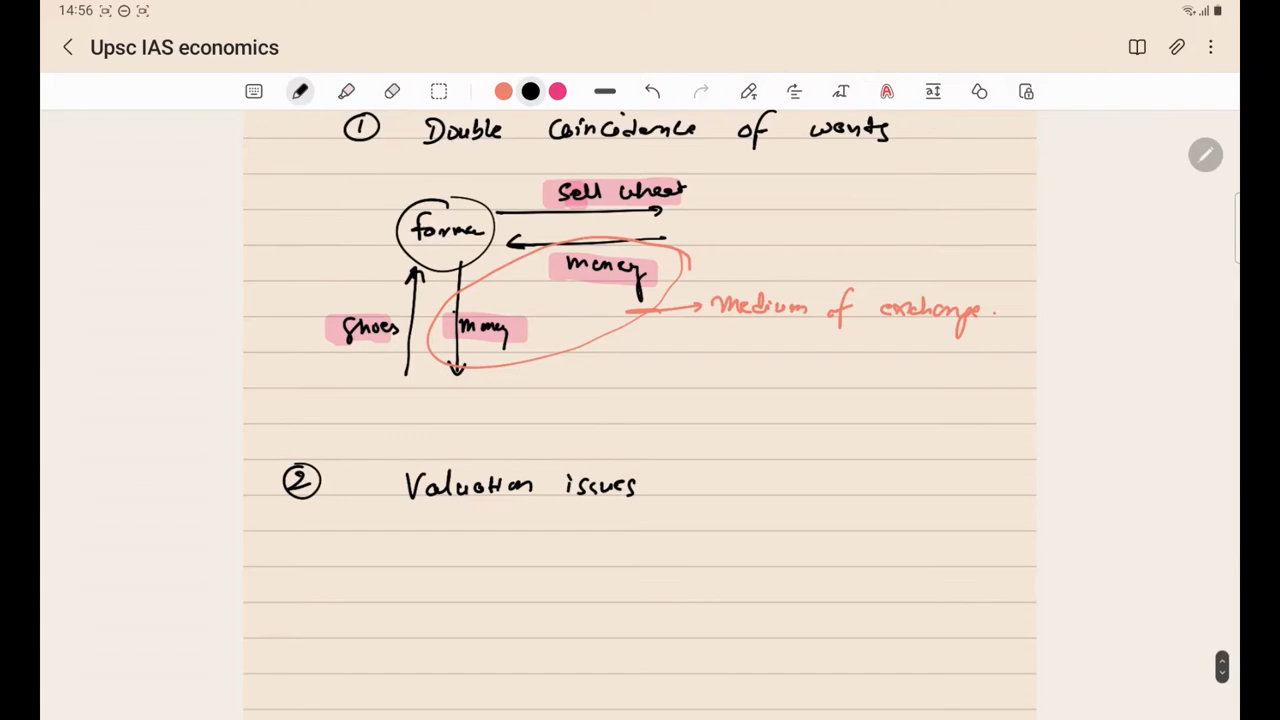 14:56
Upsc IAS economics
① Double Coincidence of wants
Sell wheat
farmer
money
Medium of exchange.
Shoes
money
② Valuation issues